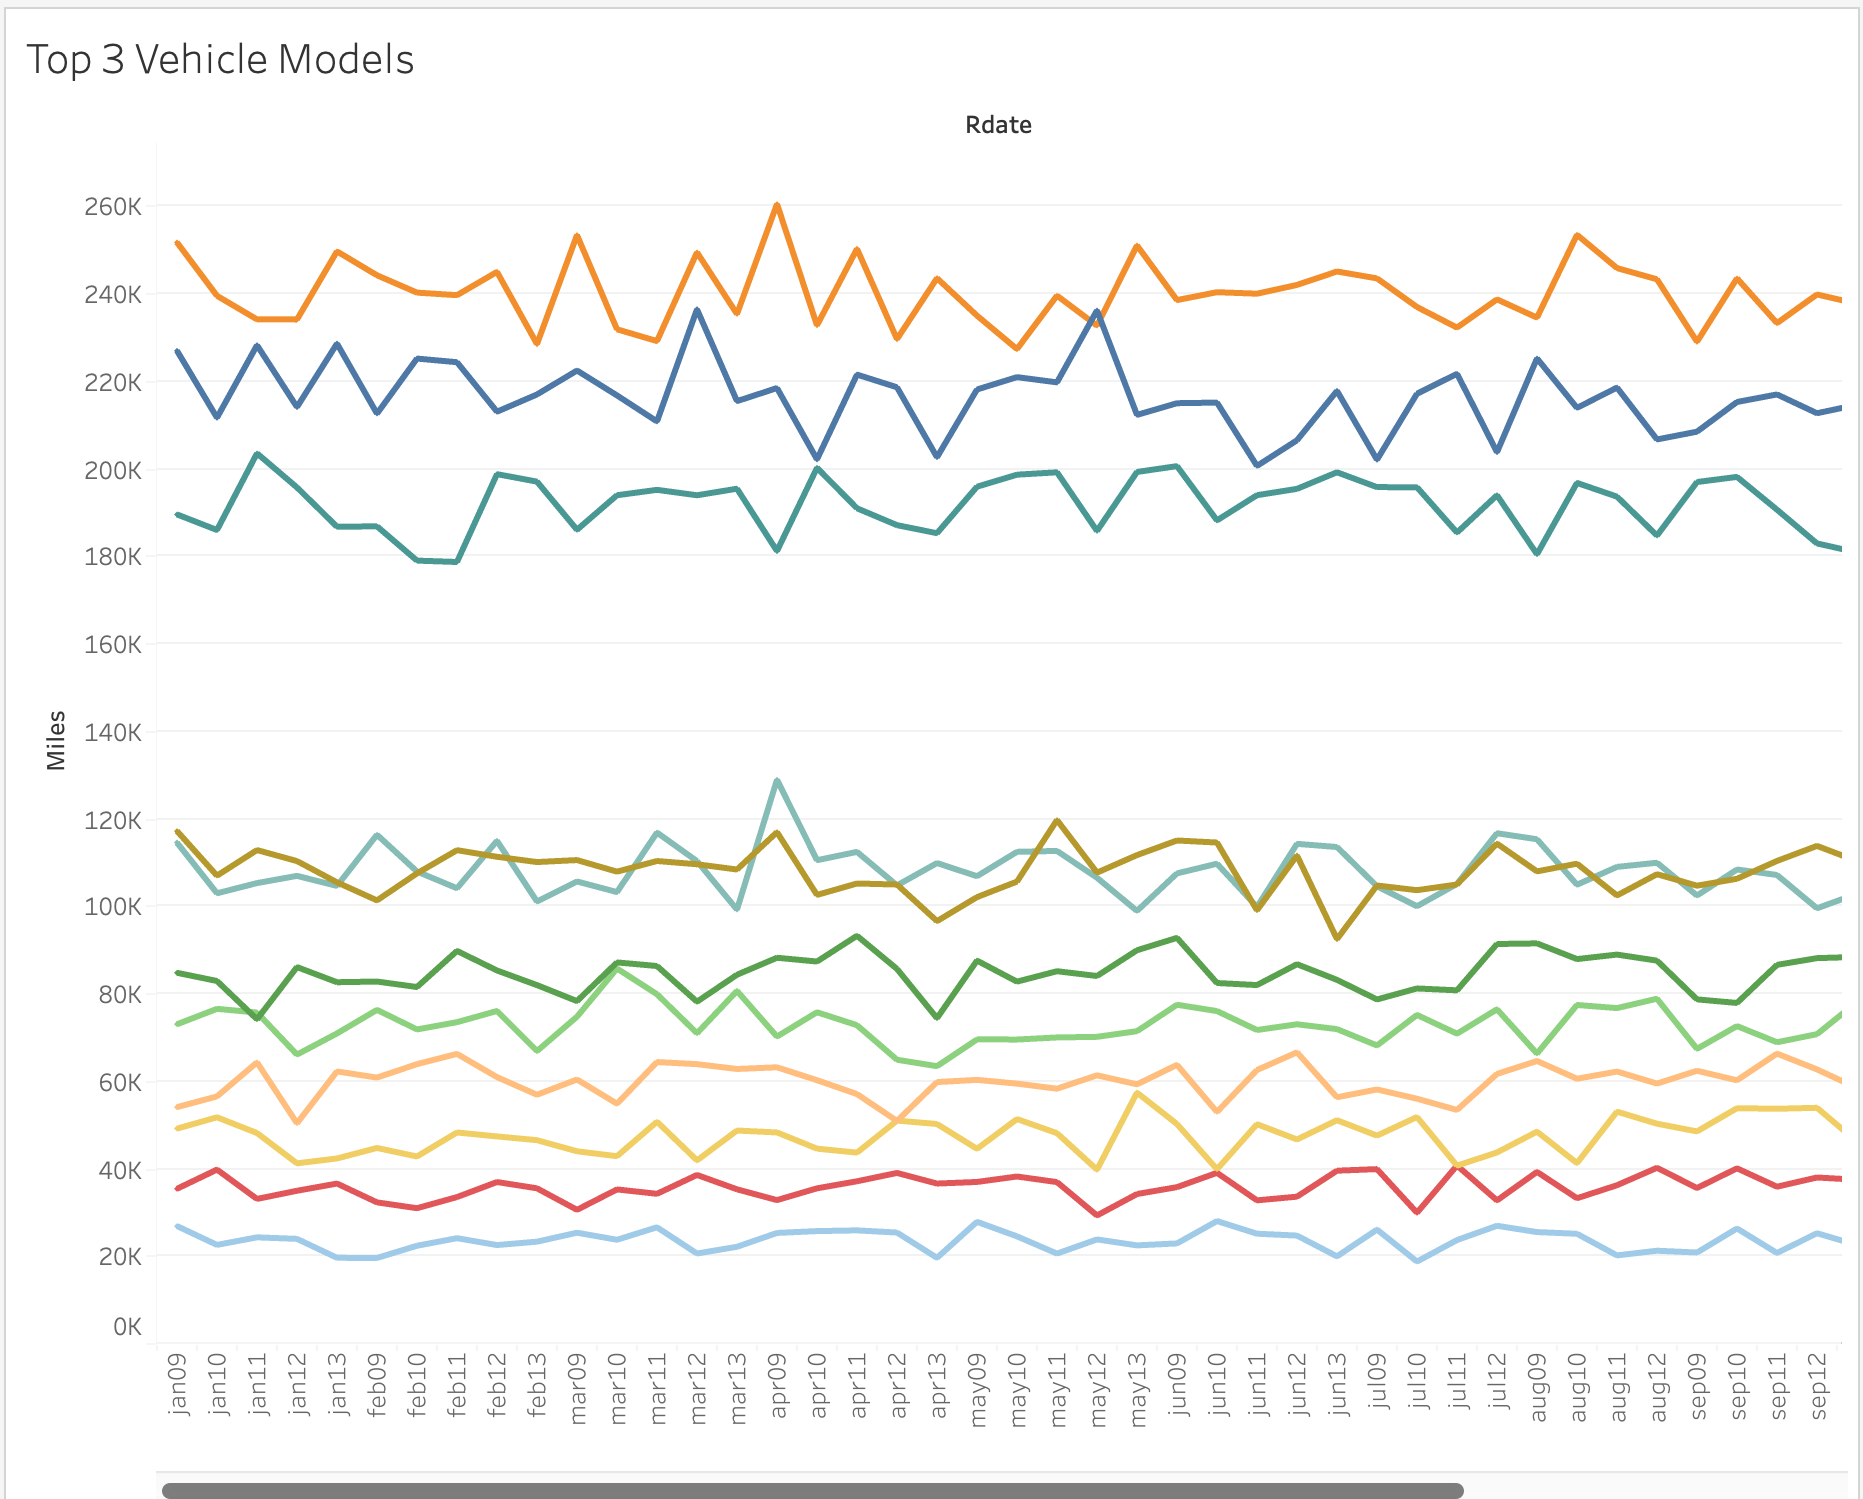 Top 3 Vehicle Models
Rdate
260K
240K
220K
200K
180K
160K
140K
120K
100K
80K
60K
40K
20K
0K
Miles
jan09
jan10
jan11
jan12
jan13
feb09
feb10
feb11
feb12
feb13
mar09
mar10
mar11
mar12
mar13
apr09
apr10
apr11
apr12
apr13
may09
may10
may11
may12
may13
jun09
jun10
jun11
jun12
jun13
jul09
jul10
jul11
jul12
aug09
aug10
aug11
aug12
sep09
sep10
sep11
sep12